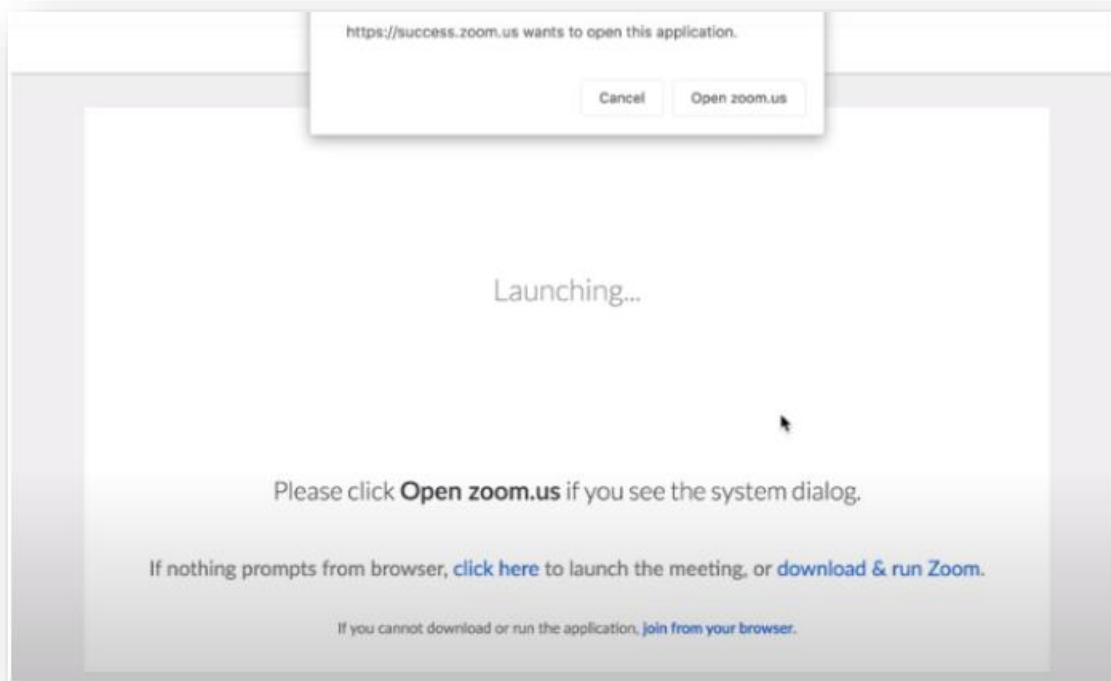 https://success.zoom.us wants to open this application.
Cancel Open zoom.us
Launching...
Please click Open zoom.us if you see the system dialog.
If nothing prompts from browser, click here to launch the meeting, or download & run Zoom.
If you cannot download or run the application, join from your browser.